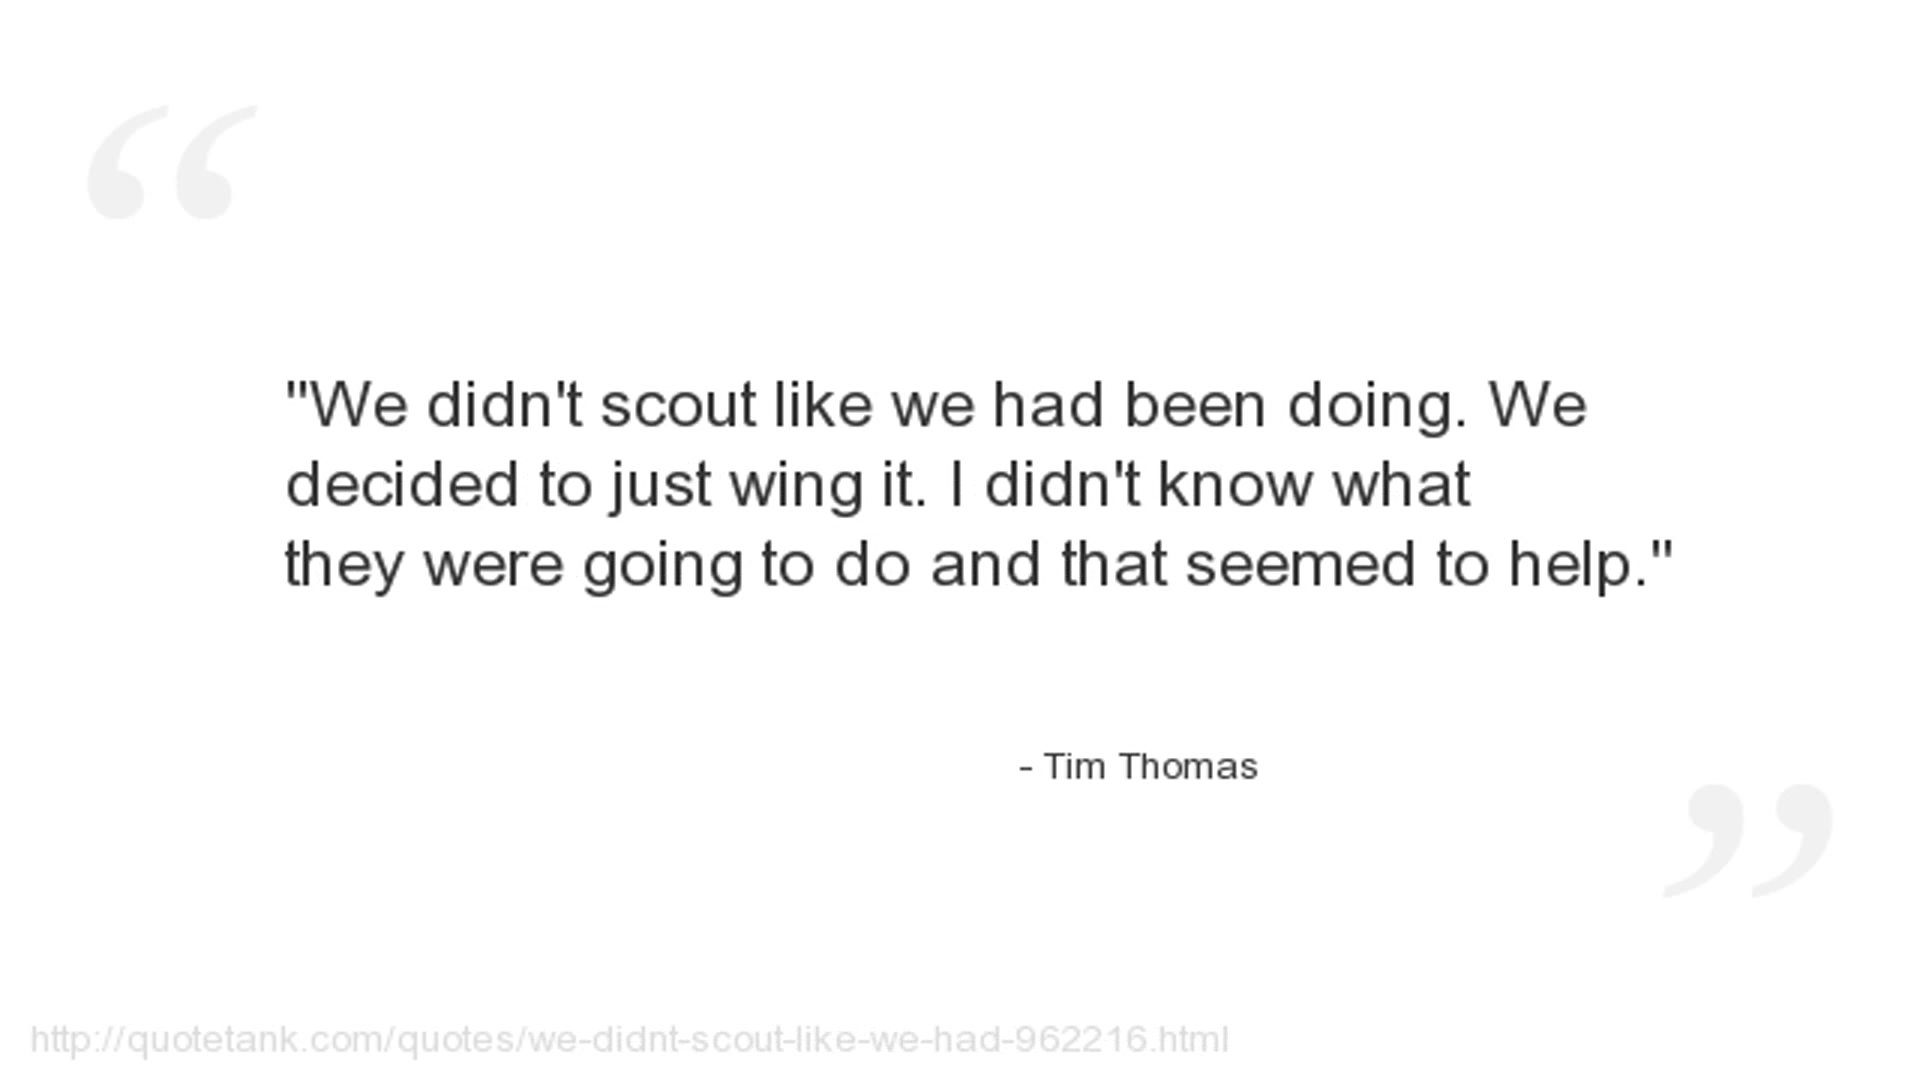 "We didn't scout like we had been doing. We
decided to just wing it. I didn't know what
they were going to do and that seemed to help."
- Tim Thomas
http://quotetank.com/quotes/we-didnt-scout-like-we-had-962216.html